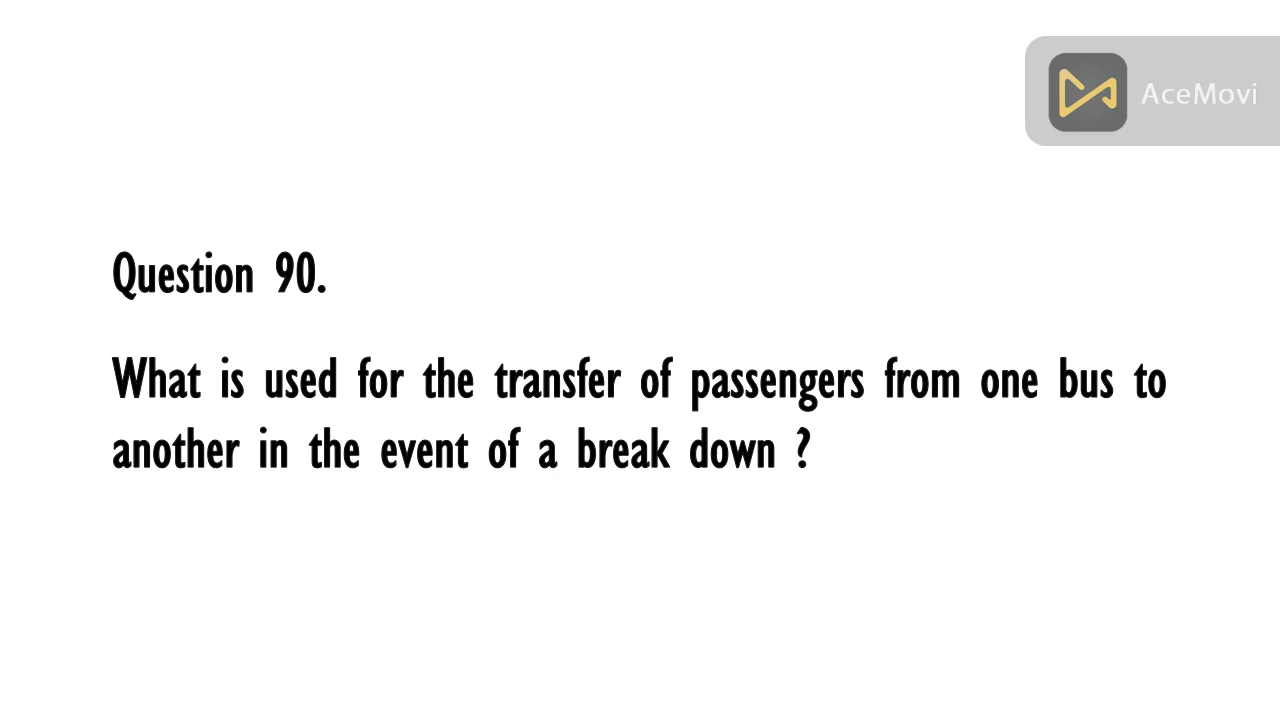 AceMovi
Question 90.
What is used for the transfer of passengers from one bus to
another in the event of a break down ?